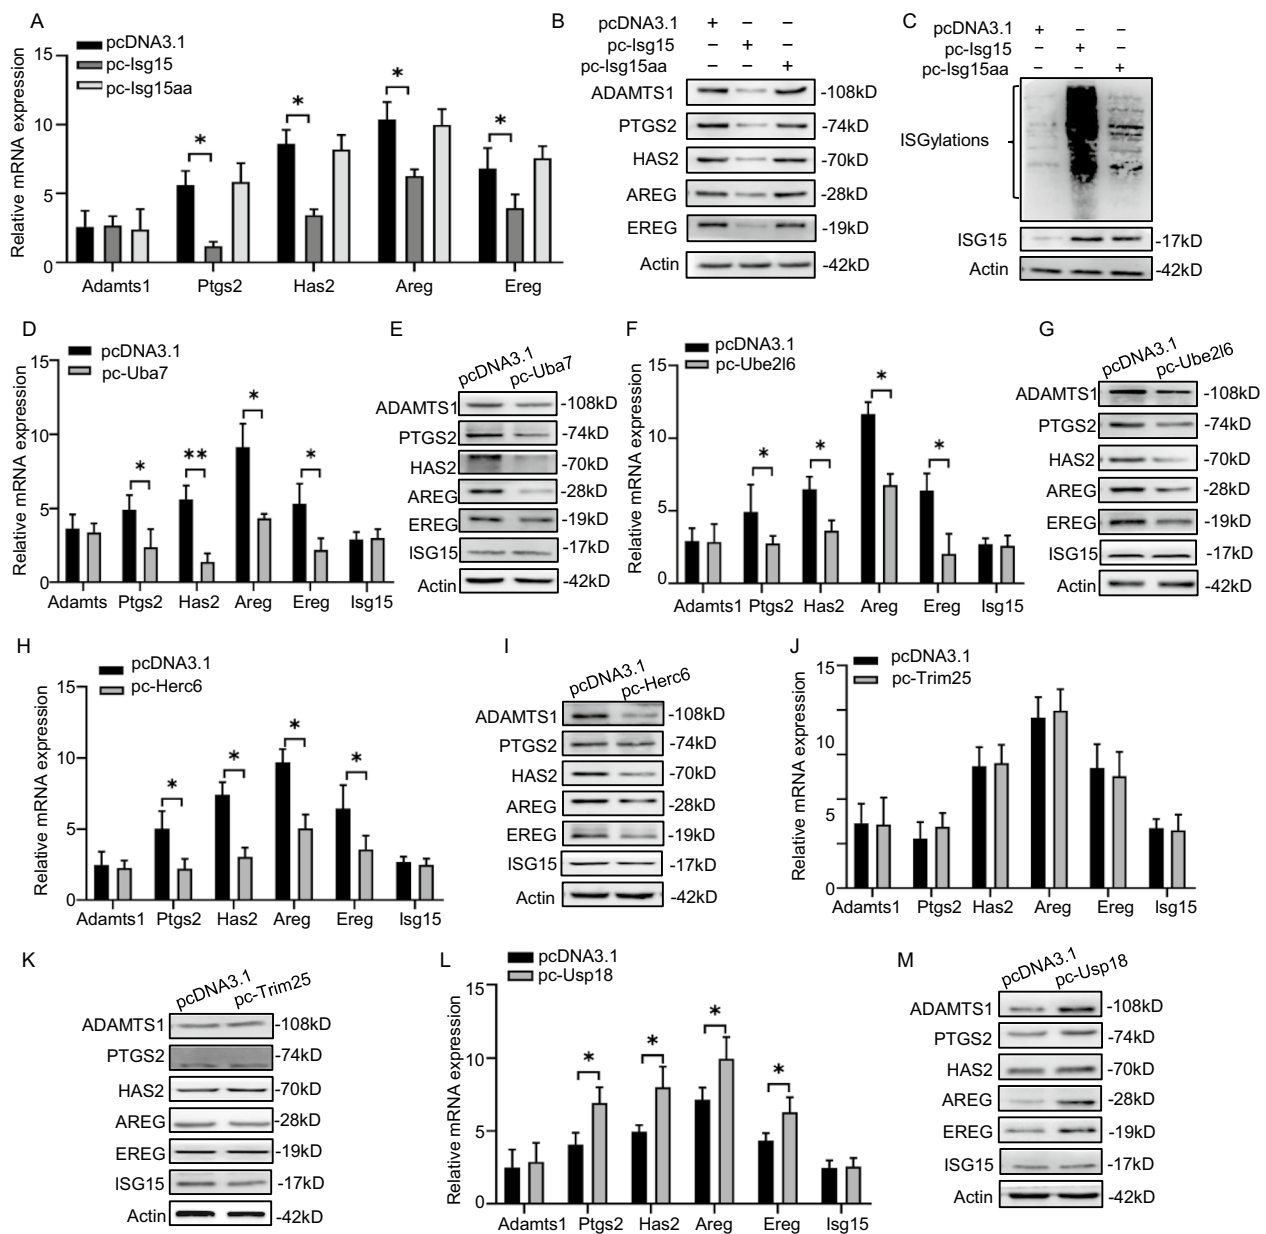 A
pcDNA3.1
pc-Isg15
pc-Isg15aa
Relative mRNA expression
15
10
5
0
* * * *
Adamts1 Ptgs2 Has2 Areg Ereg
B
pcDNA3.1 + – –
pc-Isg15 – + –
pc-Isg15aa – – +
ADAMTS1 -108kD
PTGS2 -74kD
HAS2 -70kD
AREG -28kD
EREG -19kD
Actin -42kD
C
pcDNA3.1 + – –
pc-Isg15 – + –
pc-Isg15aa – – +
ISGylations
ISG15 -17kD
Actin -42kD
D
pcDNA3.1
pc-Uba7
Relative mRNA expression
15
10
5
0
* ** * *
Adamts Ptgs2 Has2 Areg Ereg Isg15
E
pcDNA3.1 pc-Uba7
ADAMTS1 -108kD
PTGS2 -74kD
HAS2 -70kD
AREG -28kD
EREG -19kD
ISG15 -17kD
Actin -42kD
F
pcDNA3.1
pc-Ube2l6
Relative mRNA expression
15
10
5
0
* * * *
Adamts1 Ptgs2 Has2 Areg Ereg Isg15
G
pcDNA3.1 pc-Ube2l6
ADAMTS1 -108kD
PTGS2 -74kD
HAS2 -70kD
AREG -28kD
EREG -19kD
ISG15 -17kD
Actin -42kD
H
pcDNA3.1
pc-Herc6
Relative mRNA expression
15
10
5
0
* * * *
Adamts1 Ptgs2 Has2 Areg Ereg Isg15
I
pcDNA3.1 pc-Herc6
ADAMTS1 -108kD
PTGS2 -74kD
HAS2 -70kD
AREG -28kD
EREG -19kD
ISG15 -17kD
Actin -42kD
J
pcDNA3.1
pc-Trim25
Relative mRNA expression
15
10
5
0
Adamts1 Ptgs2 Has2 Areg Ereg Isg15
K
pcDNA3.1 pc-Trim25
ADAMTS1 -108kD
PTGS2 -74kD
HAS2 -70kD
AREG -28kD
EREG -19kD
ISG15 -17kD
Actin -42kD
L
pcDNA3.1
pc-Usp18
Relative mRNA expression
15
10
5
0
* * * *
Adamts1 Ptgs2 Has2 Areg Ereg Isg15
M
pcDNA3.1 pc-Usp18
ADAMTS1 -108kD
PTGS2 -74kD
HAS2 -70kD
AREG -28kD
EREG -19kD
ISG15 -17kD
Actin -42kD